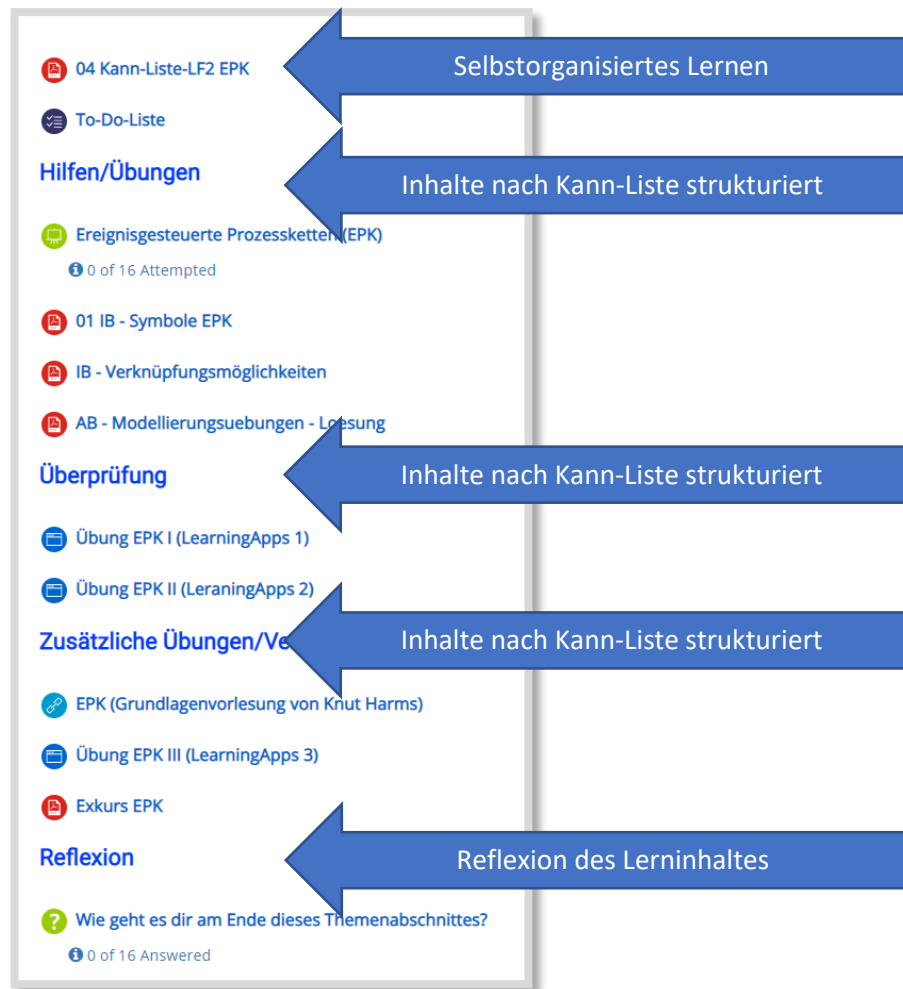 04 Kann-Liste-LF2 EPK
Selbstorganisiertes Lernen
To-Do-Liste
Hilfen/Übungen
Inhalte nach Kann-Liste strukturiert
Ereignisgesteuerte Prozessketten (EPK)
0 of 16 Attempted
01 IB - Symbole EPK
IB - Verknüpfungsmöglichkeiten
AB - Modellierungsuebungen - Loesung
Überprüfung
Inhalte nach Kann-Liste strukturiert
Übung EPK I (LearningApps 1)
Übung EPK II (LeraningApps 2)
Zusätzliche
Inhalte nach Kann-Liste strukturiert
EPK (Grundlagenvorlesung von Knut Harms)
Übung EPK III (LearningApps 3)
Exkurs EPK
Reflexion
Reflexion des Lerninhaltes
Wie geht es dir am Ende dieses Themenabschnittes?
0 of 16 Answered